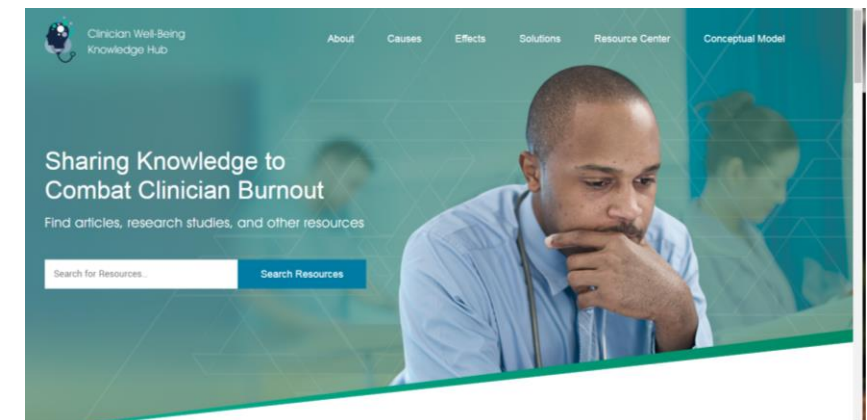 Clinician Well-Being
Knowledge Hub
About Causes Effects Solutions Resource Center Conceptual Model
Sharing Knowledge to
Combat Clinician Burnout
Find articles, research studies, and other resources
Search for Resources... Search Resources